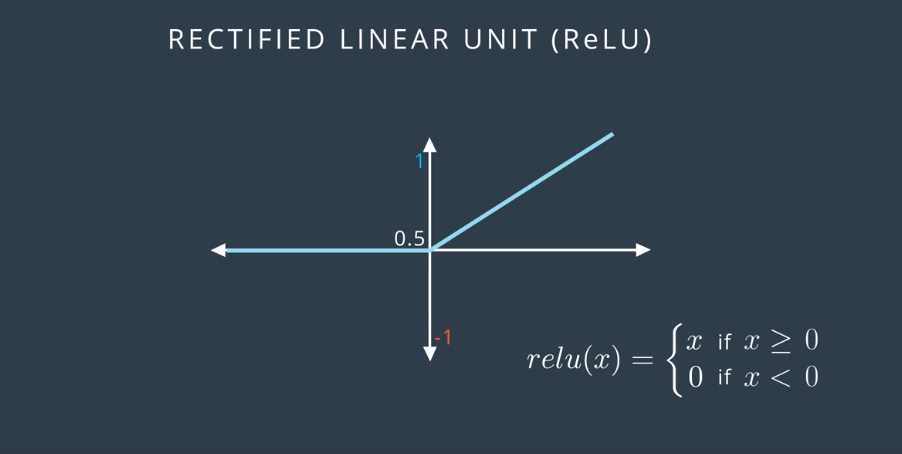 RECTIFIED LINEAR UNIT (ReLU)
1
0.5
-1
relu(x) = { x if x ≥ 0
0 if x < 0